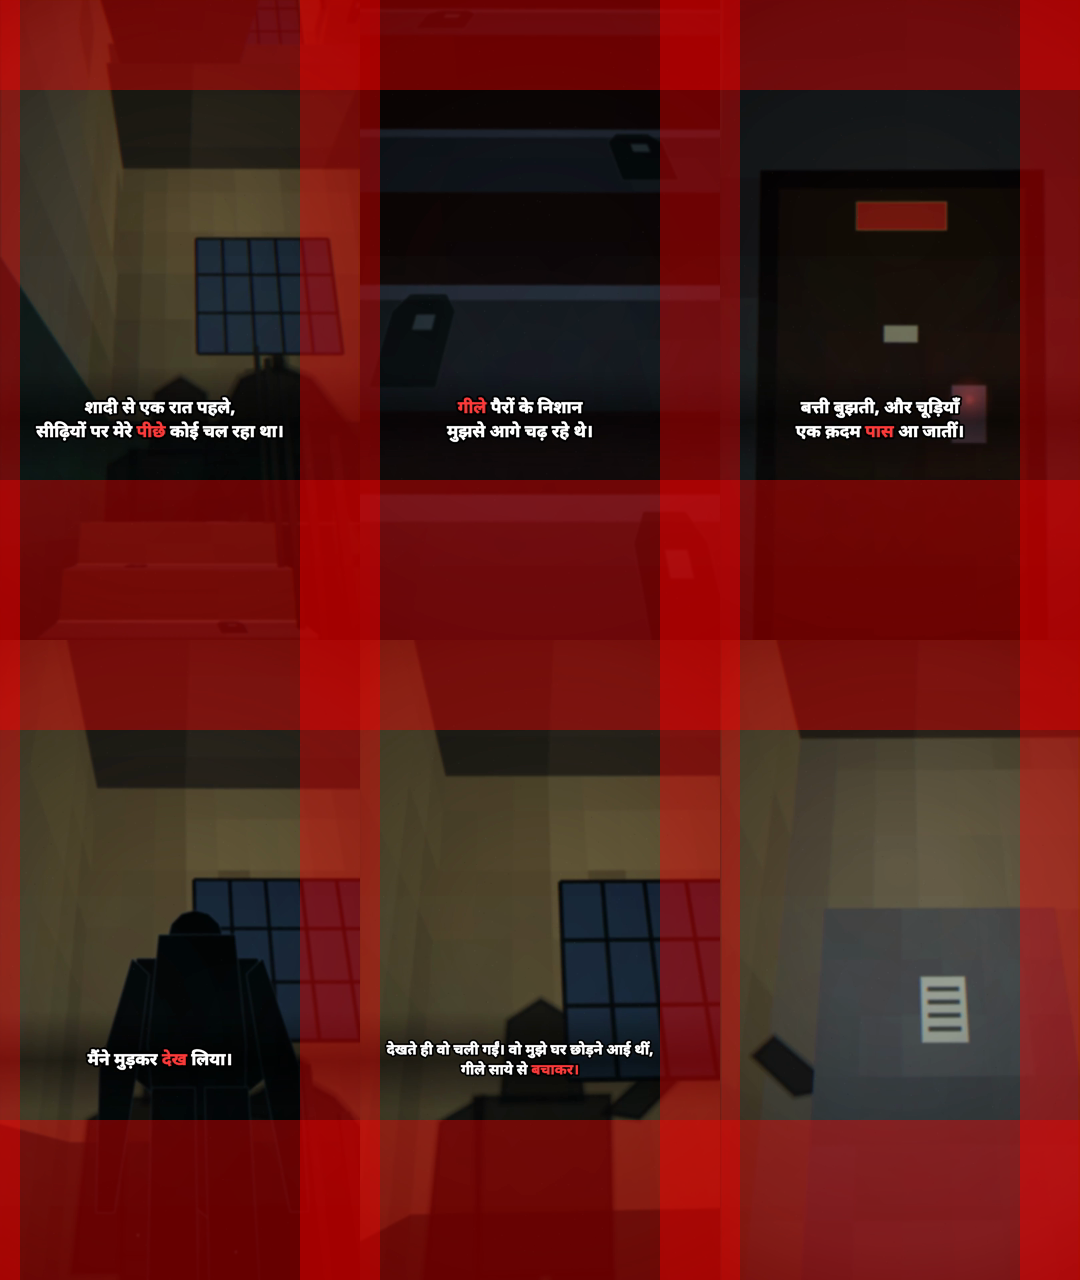 शादी से एक रात पहले,
सीढ़ियों पर मेरे पीछे कोई चल रहा था।
गीले पैरों के निशान
मुझसे आगे चढ़ रहे थे।
बत्ती बुझती, और चूड़ियाँ
एक क़दम पास आ जातीं।
मैंने मुड़कर देख लिया।
देखते ही वो चली गईं। वो मुझे घर छोड़ने आई थीं,
गीले साये से बचाकर।